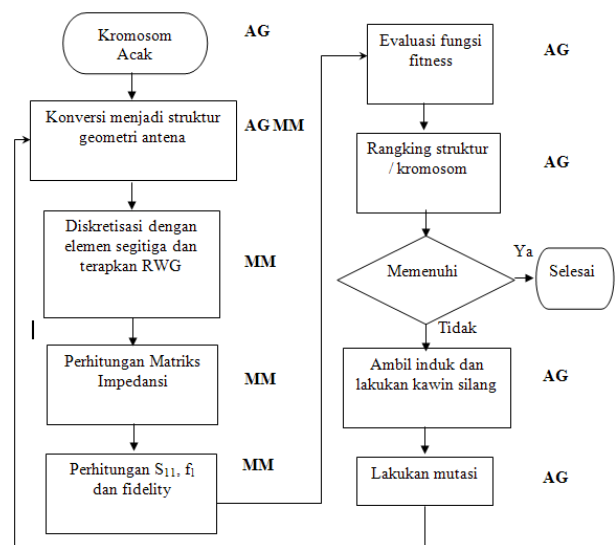 Kromosom
Acak
AG
Konversi menjadi struktur
geometri antena
AG MM
Diskretisasi dengan
elemen segitiga dan
terapkan RWG
MM
Perhitungan Matriks
Impedansi
MM
Perhitungan S₁₁, f₁
dan fidelity
MM
Evaluasi fungsi
fitness
AG
Rangking struktur
/ kromosom
AG
Memenuhi
Ya
Selesai
Tidak
Ambil induk dan
lakukan kawin silang
AG
Lakukan mutasi
AG